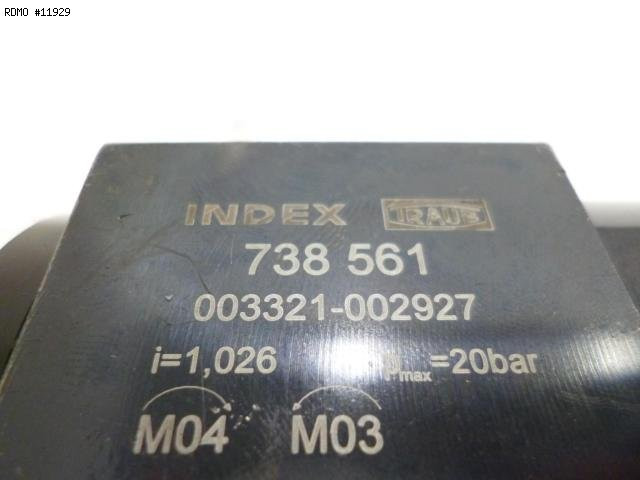 RDMO #11929
INDEX TRAUB
738 561
003321-002927
i=1,026 pmax=20bar
M04 M03